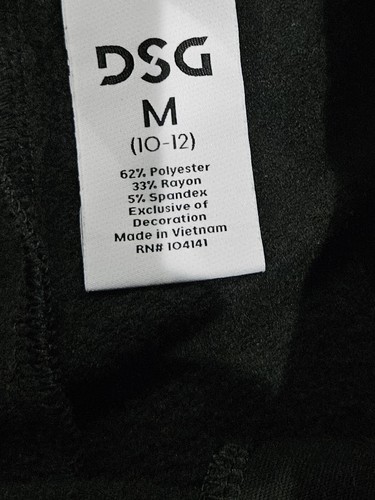 DSG
M
(10-12)
62% Polyester
33% Rayon
5% Spandex
Exclusive of
Decoration
Made in Vietnam
RN# 104141